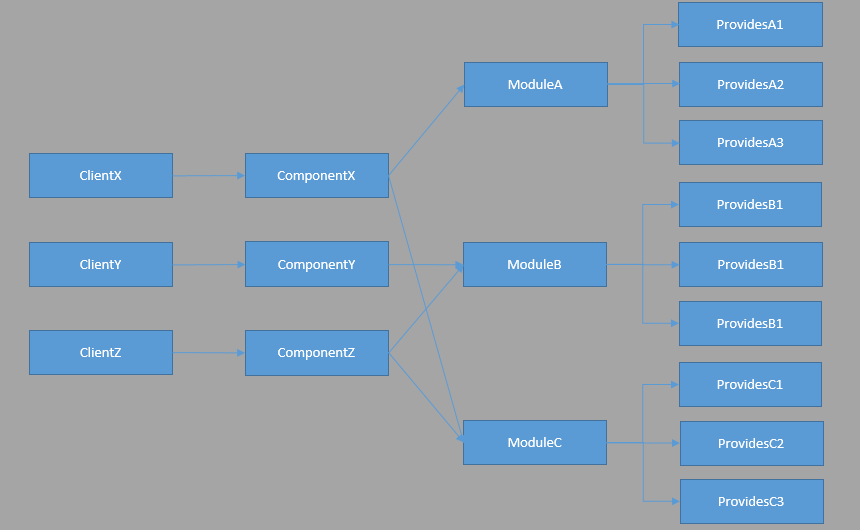 ProvidesA1
ModuleA
ProvidesA2
ProvidesA3
ClientX
ComponentX
ProvidesB1
ClientY
ComponentY
ModuleB
ProvidesB1
ProvidesB1
ClientZ
ComponentZ
ProvidesC1
ModuleC
ProvidesC2
ProvidesC3